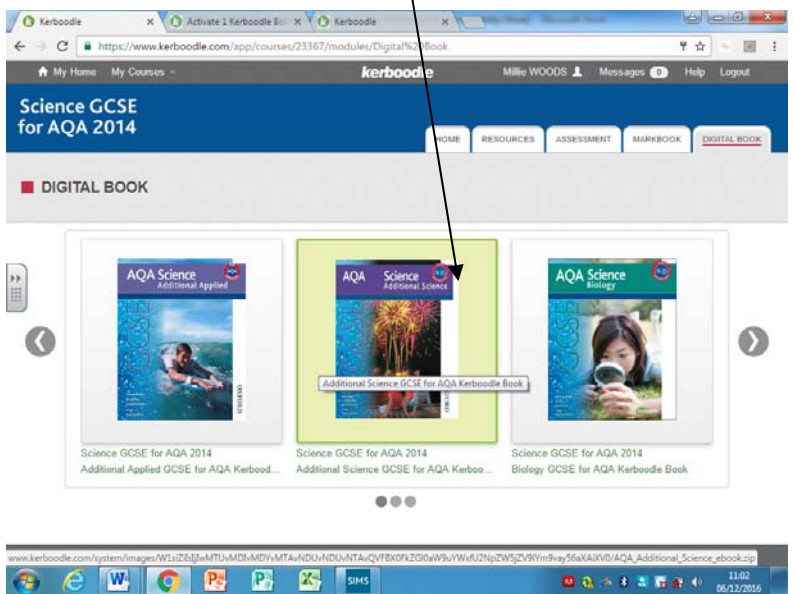 Kerboodle
Activate 1 Kerboodle Bo
Kerboodle
https://www.kerboodle.com/app/courses/23367/modules/Digital%20Book
My Home
My Courses
kerboodle
Millie WOODS
Messages 0
Help
Logout
Science GCSE
for AQA 2014
HOME
RESOURCES
ASSESSMENT
MARKBOOK
DIGITAL BOOK
DIGITAL BOOK
AQA Science
Additional Applied
GCSE
AQA Science
Additional Science
AQA Science
Biology
GCSE
Additional Science GCSE for AQA Kerboodle Book
Science GCSE for AQA 2014
Additional Applied GCSE for AQA Kerbood...
Science GCSE for AQA 2014
Additional Science GCSE for AQA Kerboo...
Science GCSE for AQA 2014
Biology GCSE for AQA Kerboodle Book
SIMS
11:02
06/12/2016